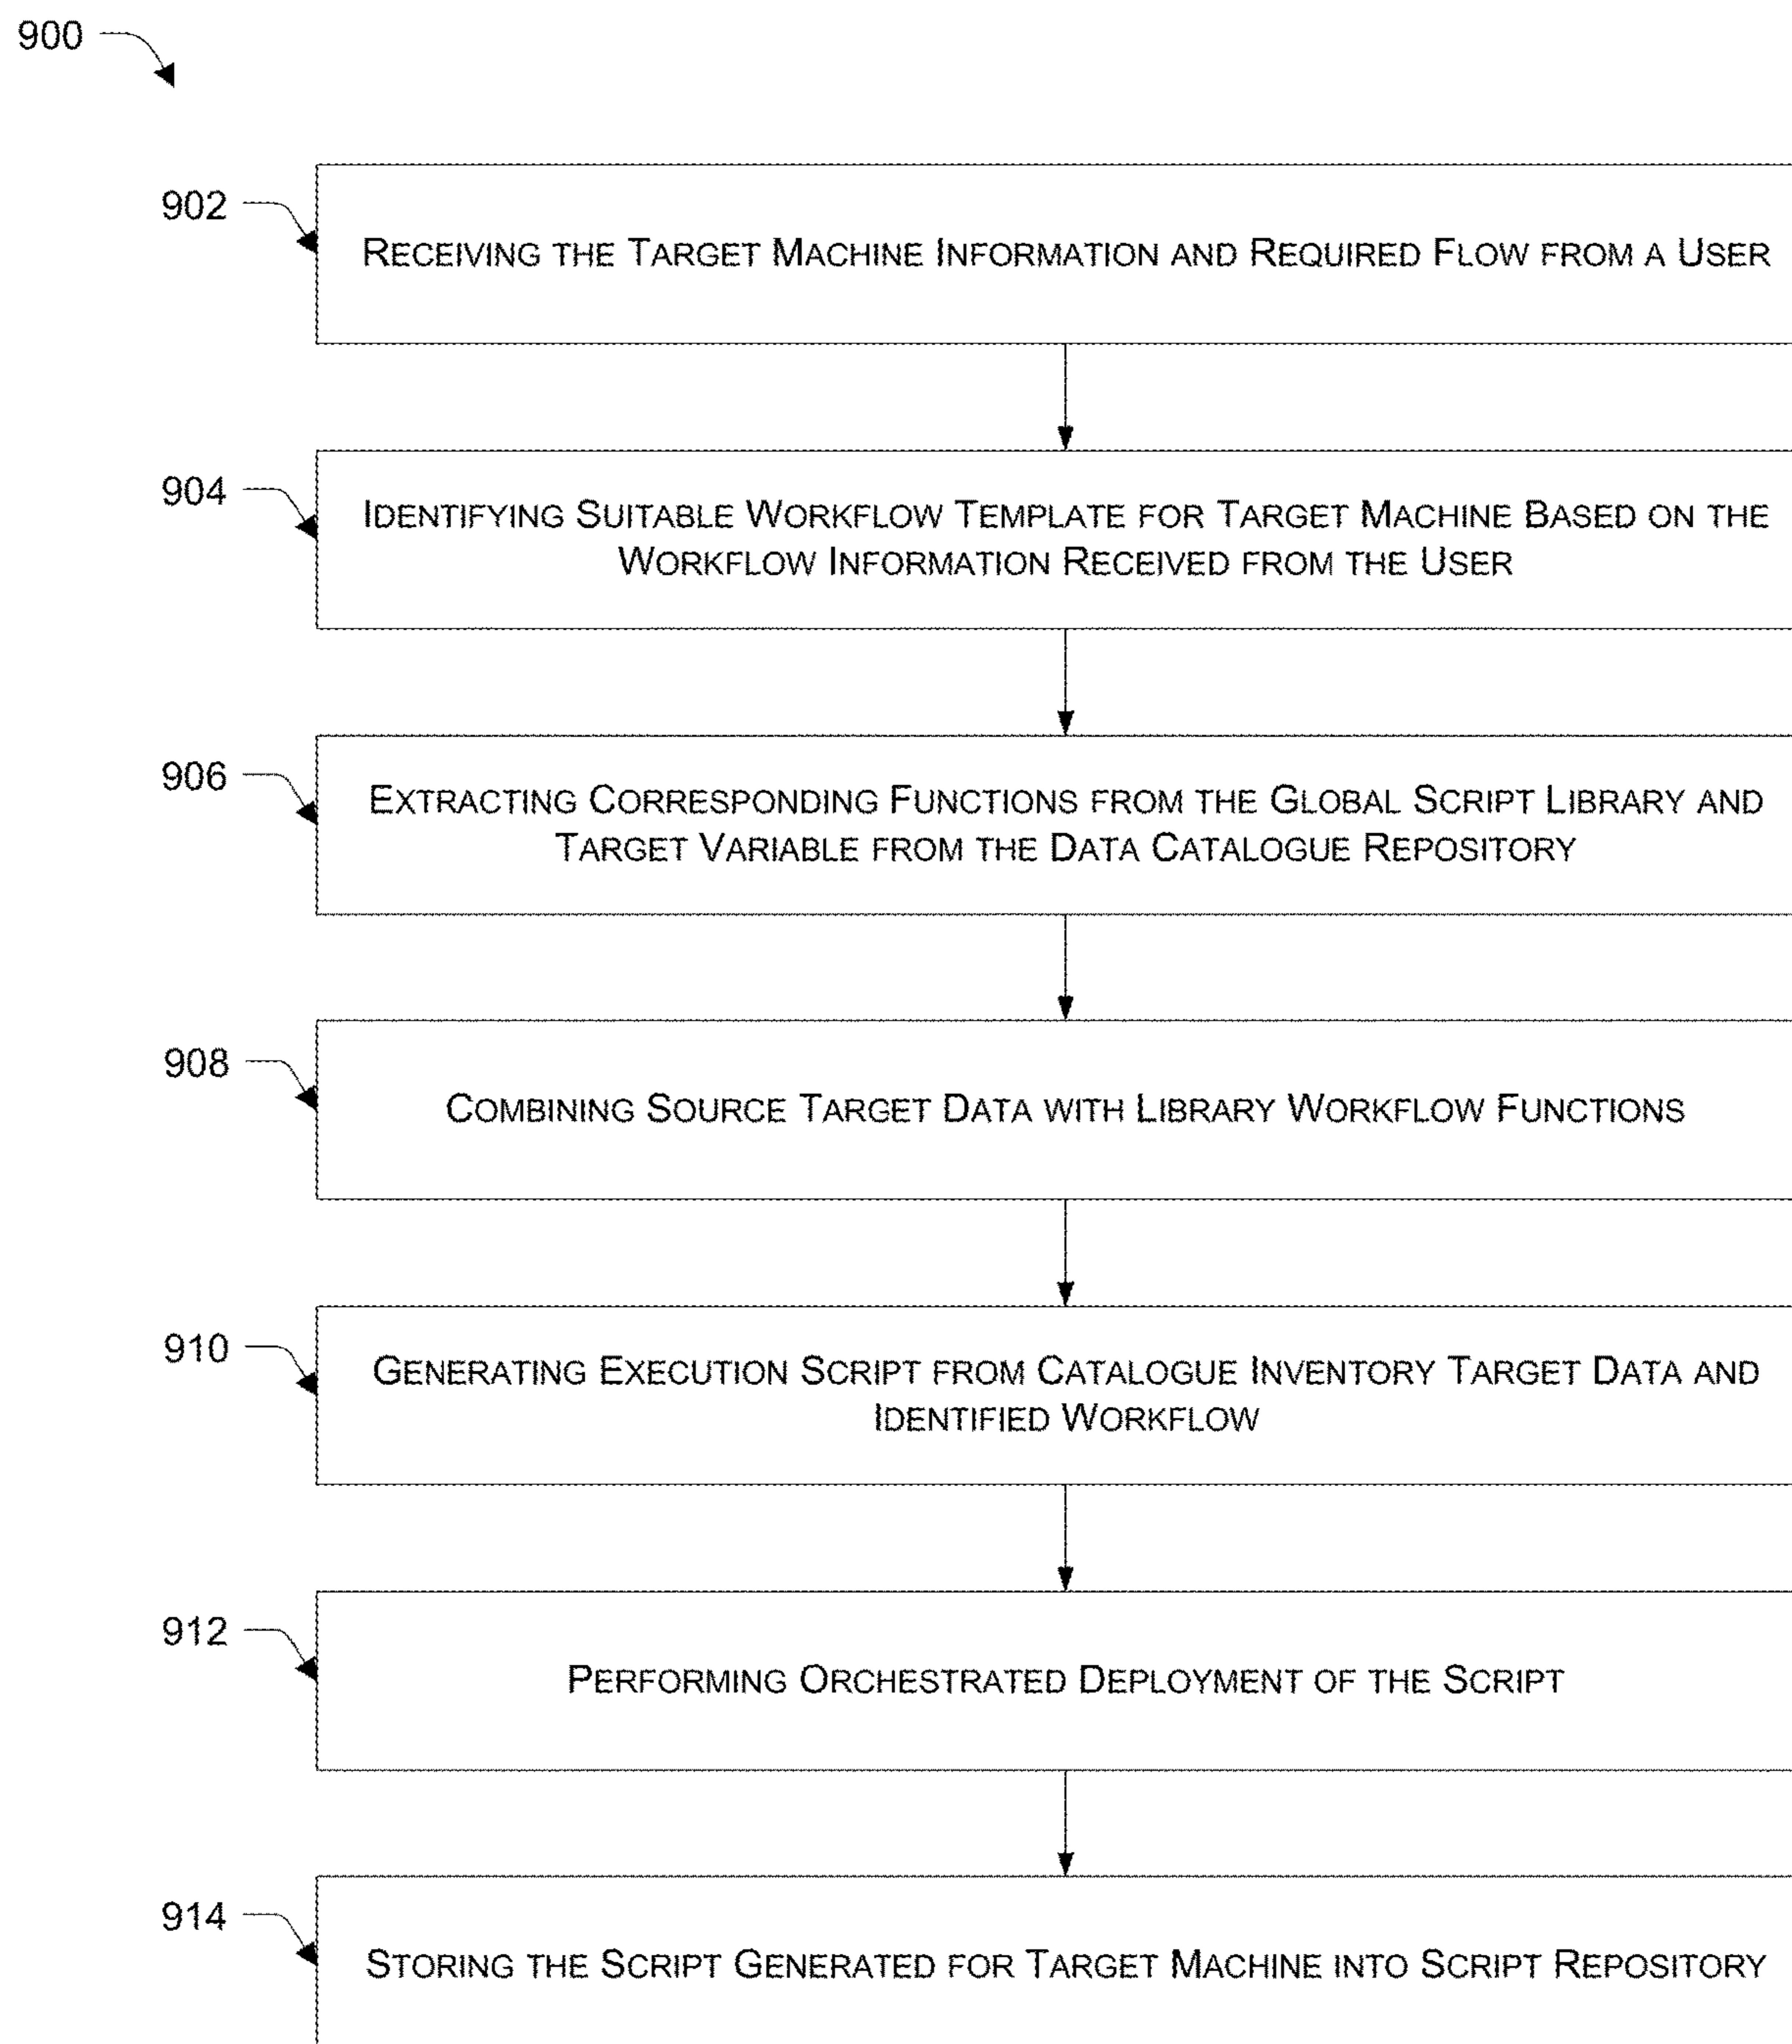 900
902
RECEIVING THE TARGET MACHINE INFORMATION AND REQUIRED FLOW FROM A USER
904
IDENTIFYING SUITABLE WORKFLOW TEMPLATE FOR TARGET MACHINE BASED ON THE
WORKFLOW INFORMATION RECEIVED FROM THE USER
906
EXTRACTING CORRESPONDING FUNCTIONS FROM THE GLOBAL SCRIPT LIBRARY AND
TARGET VARIABLE FROM THE DATA CATALOGUE REPOSITORY
908
COMBINING SOURCE TARGET DATA WITH LIBRARY WORKFLOW FUNCTIONS
910
GENERATING EXECUTION SCRIPT FROM CATALOGUE INVENTORY TARGET DATA AND
IDENTIFIED WORKFLOW
912
PERFORMING ORCHESTRATED DEPLOYMENT OF THE SCRIPT
914
STORING THE SCRIPT GENERATED FOR TARGET MACHINE INTO SCRIPT REPOSITORY